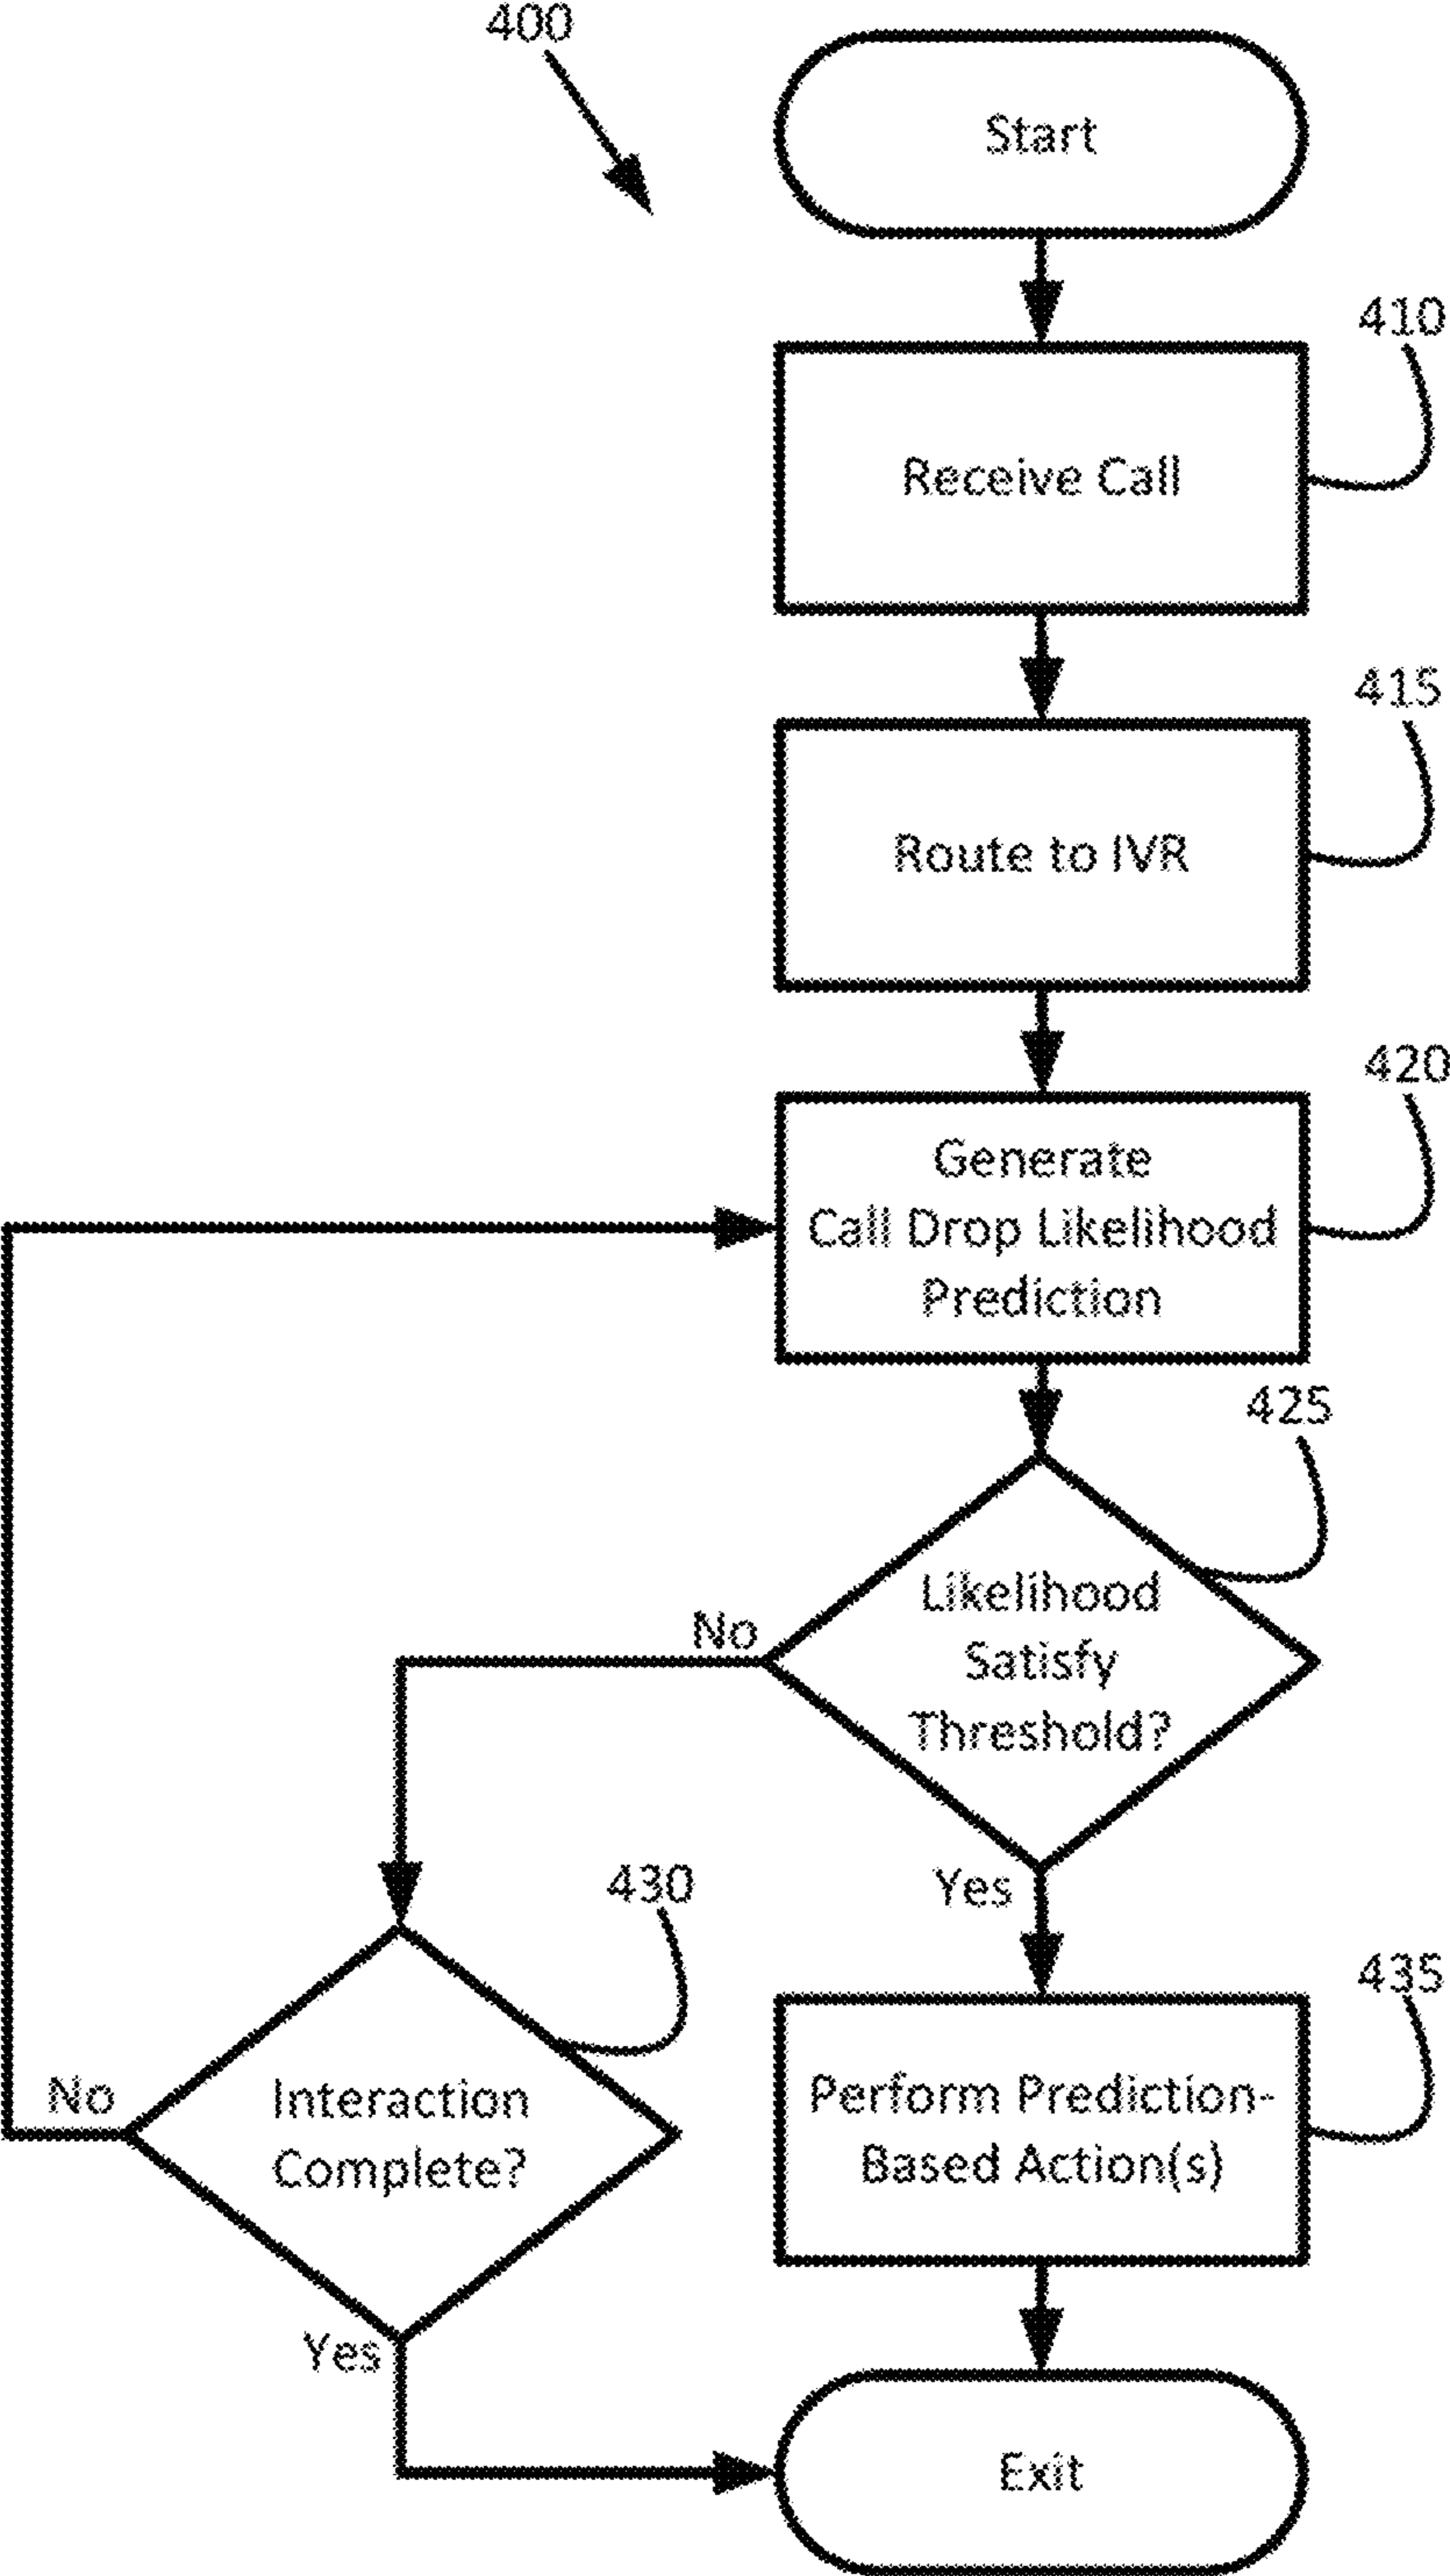 400
Start
410
Receive Call
415
Route to IVR
420
Generate
Call Drop Likelihood
Prediction
425
Likelihood
Satisfy
Threshold?
No
Yes
430
Interaction
Complete?
No
Yes
435
Perform Prediction-
Based Action(s)
Exit